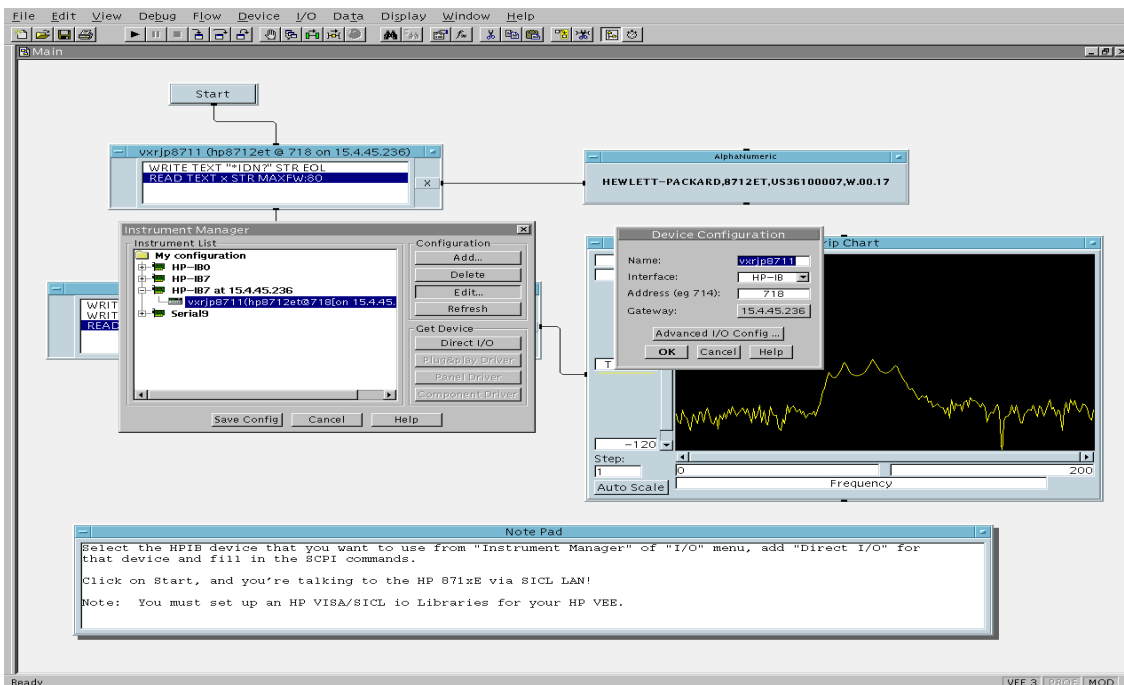 File Edit View Debug Flow Device I/O Data Display Window Help
Main
Start
vxrjp8711 (hp8712et @ 718 on 15.4.45.236)
WRITE TEXT "*IDN?" STR EOL
READ TEXT x STR MAXFW:80
X
AlphaNumeric
HEWLETT-PACKARD,8712ET,US36100007,W.00.17
Instrument Manager
Instrument List
My configuration
HP-IB0
HP-IB7
HP-IB7 at 15.4.45.236
vxrjp8711(hp8712et@718[on 15.4.45.
Serial9
Configuration
Add...
Delete
Edit...
Refresh
Get Device
Direct I/O
Plug&play Driver
Panel Driver
Component Driver
Save Config Cancel Help
WRIT
WRIT
READ
Device Configuration
Name: vxrjp8711
Interface: HP-IB
Address (eg 714): 718
Gateway: 15.4.45.236
Advanced I/O Config ...
OK Cancel Help
rip Chart
T
-120
Step:
1
Auto Scale
0 200
Frequency
Note Pad
Select the HPIB device that you want to use from "Instrument Manager" of "I/O" menu, add "Direct I/O" for
that device and fill in the SCPI commands.
Click on Start, and you're talking to the HP 871xE via SICL LAN!
Note: You must set up an HP VISA/SICL io Libraries for your HP VEE.
Ready
VEE 3 PROF MOD